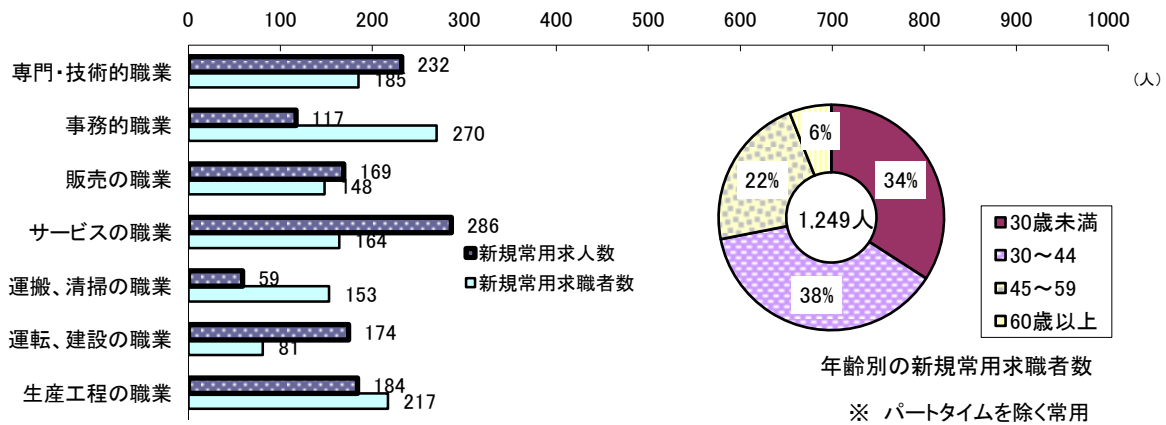 0 100 200 300 400 500 600 700 800 900 1000
(人)
専門・技術的職業 232 185
事務的職業 117 270
販売の職業 169 148
サービスの職業 286 164
運搬、清掃の職業 59 153
運転、建設の職業 174 81
生産工程の職業 184 217
新規常用求人数
新規常用求職者数
6%
34%
22%
1,249人
38%
30歳未満
30～44
45～59
60歳以上
年齢別の新規常用求職者数
※ パートタイムを除く常用